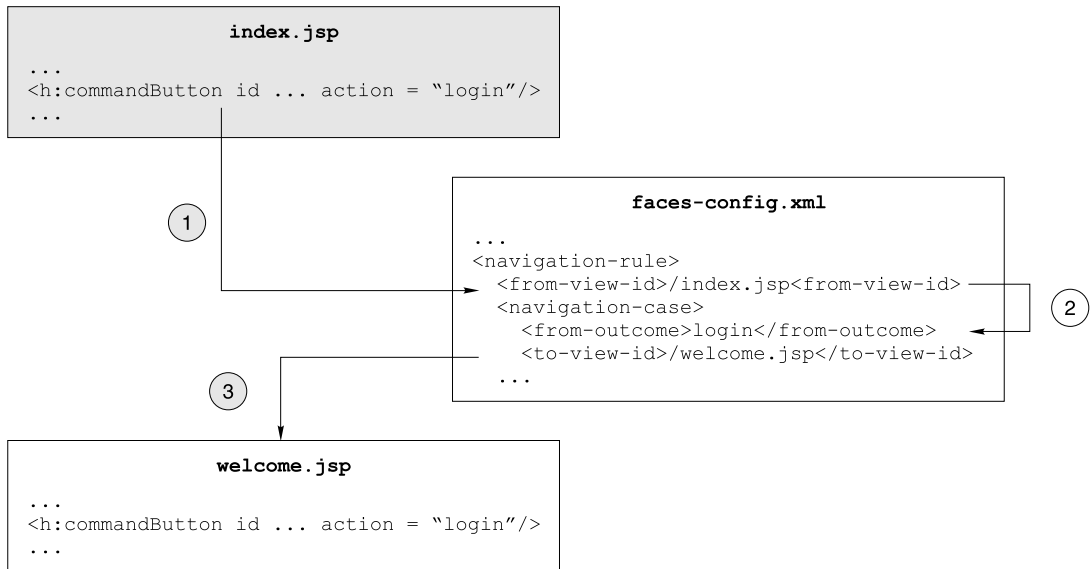 index.jsp
...
<h:commandButton id ... action = “login”/>
...
1
faces-config.xml
...
<navigation-rule>
<from-view-id>/index.jsp<from-view-id>
<navigation-case>
2
<from-outcome>login</from-outcome>
<to-view-id>/welcome.jsp</to-view-id>
...
3
welcome.jsp
...
<h:commandButton id ... action = “login”/>
...